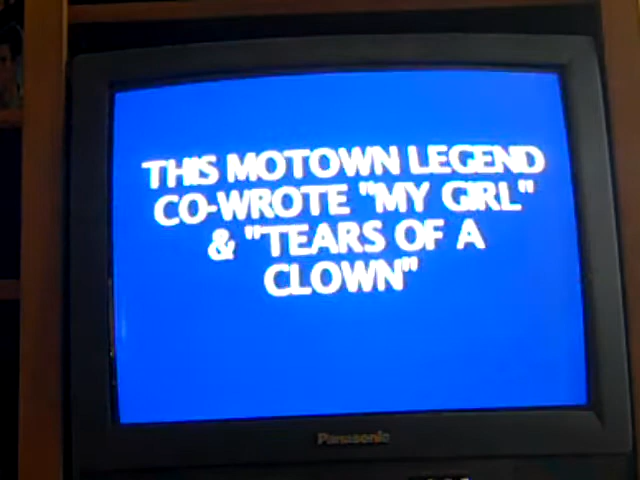 THIS MOTOWN LEGEND
CO-WROTE "MY GIRL"
& "TEARS OF A
CLOWN"
Panasonic